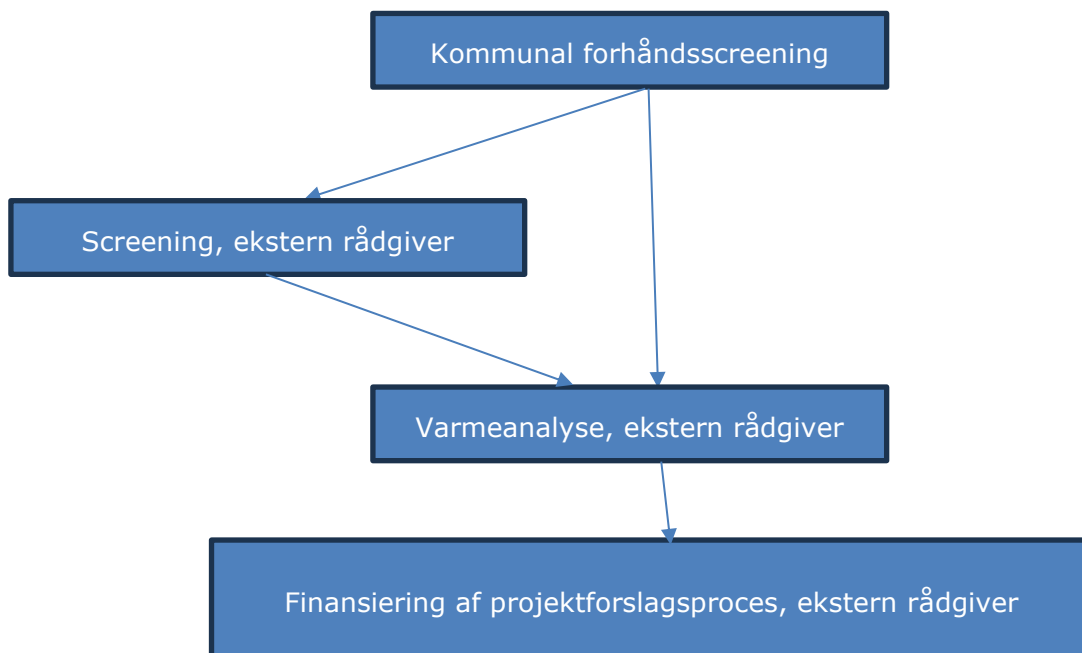 Kommunal forhåndsscreening
Screening, ekstern rådgiver
Varmeanalyse, ekstern rådgiver
Finansiering af projektforslagsproces, ekstern rådgiver